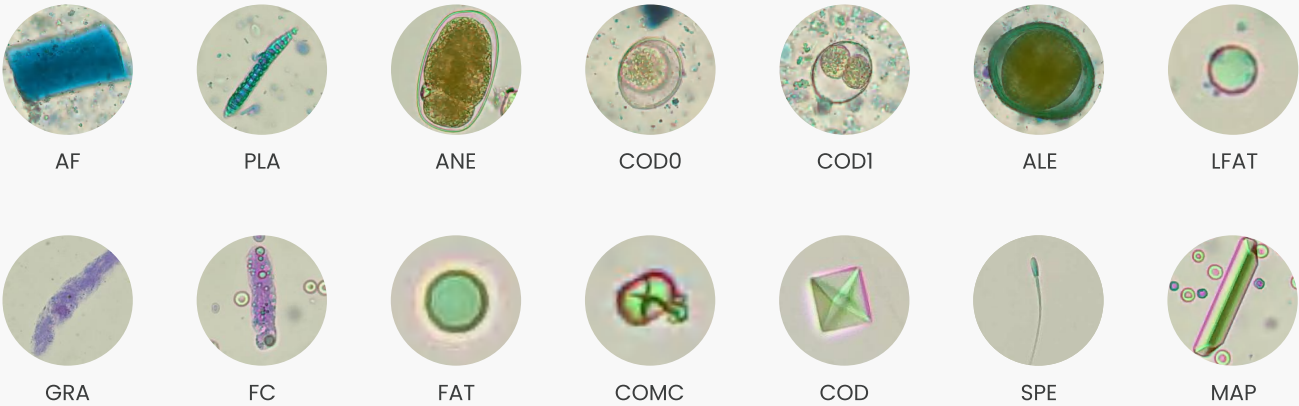 AF PLA ANE COD0 COD1 ALE LFAT
GRA FC FAT COMC COD SPE MAP